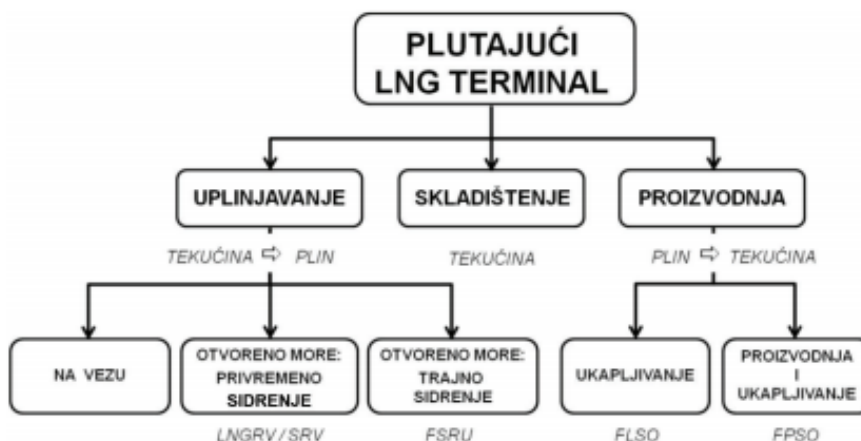 PLUTAJUĆI
LNG TERMINAL
UPLINJAVANJE
SKLADIŠTENJE
PROIZVODNJA
TEKUĆINA ⇨ PLIN
TEKUĆINA
PLIN ⇨ TEKUĆINA
NA VEZU
OTVORENO MORE:
PRIVREMENO
SIDRENJE
OTVORENO MORE:
TRAJNO
SIDRENJE
UKAPLJIVANJE
PROIZVODNJA
I
UKAPLJIVANJE
LNGRV / SRV
FSRU
FLSO
FPSO